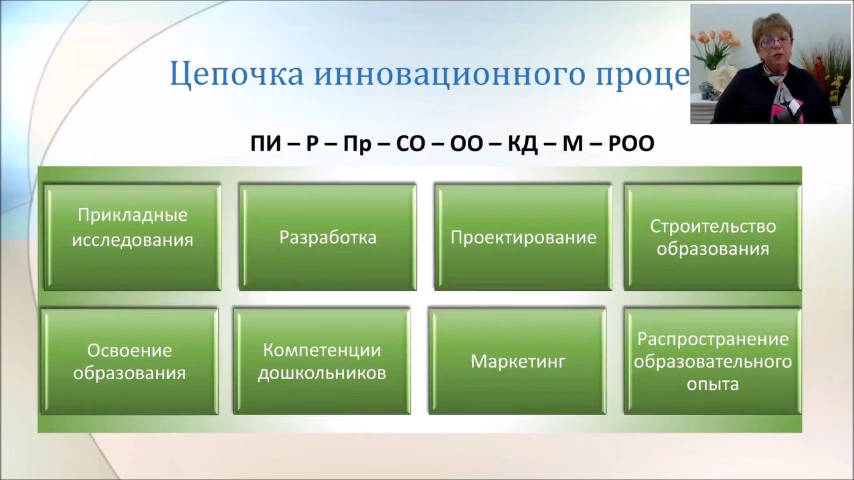 Цепочка инновационного проце
ПИ – Р – Пр – СО – ОО – КД – М – РОО
Прикладные
исследования
Разработка
Проектирование
Строительство
образования
Освоение
образования
Компетенции
дошкольников
Маркетинг
Распространение
образовательного
опыта